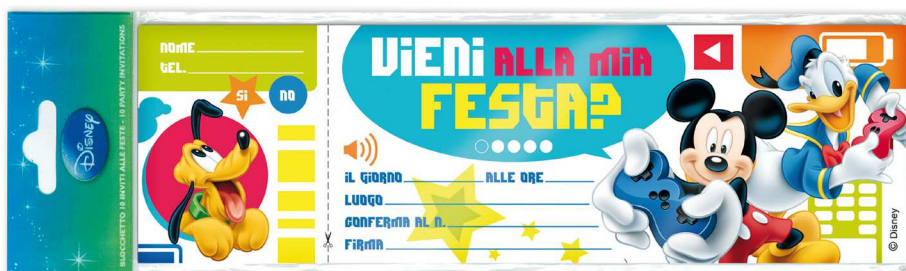 Disney
BLOCCHETTO 10 INVITI ALLE FESTE - 10 PARTY INVITATIONS
NOME
TEL.
SI
NO
VIENI ALLA MIA
FESTA?
IL GIORNO ALLE ORE
LUOGO
CONFERMA AL N.
FIRMA
© Disney